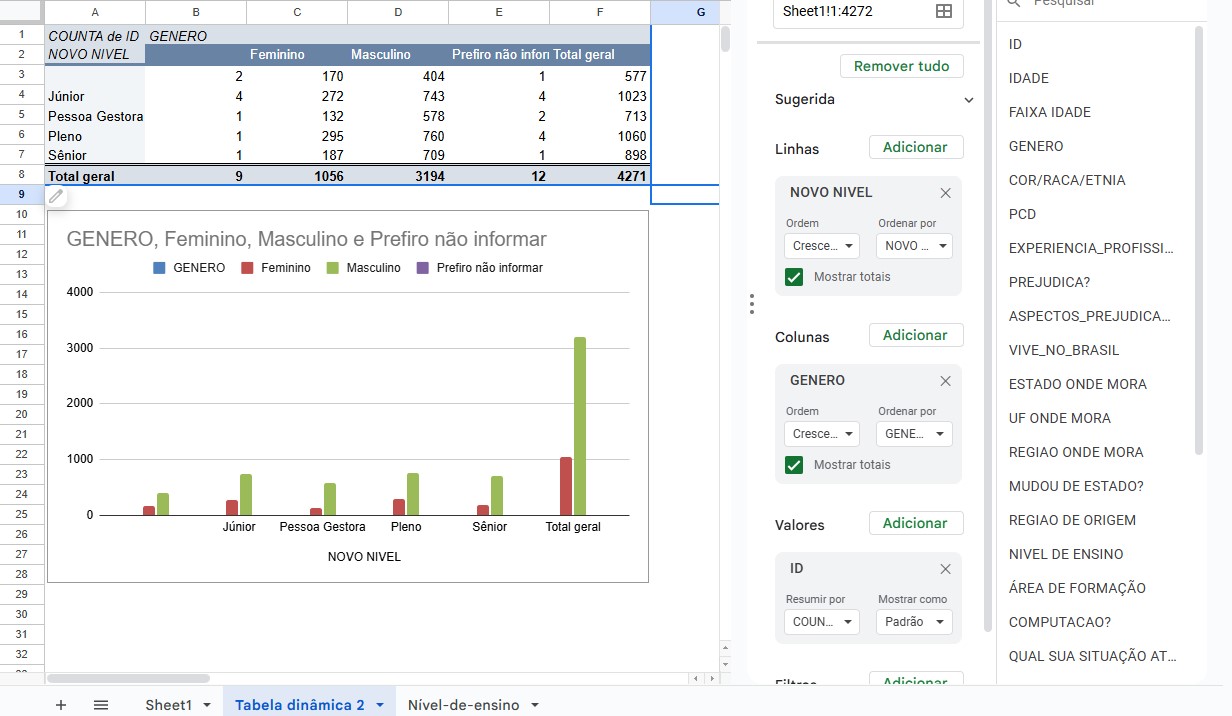 A B C D E F G
1 COUNTA de ID GENERO
2 NOVO NIVEL Feminino Masculino Prefiro não infor Total geral
3 2 170 404 1 577
4 Júnior 4 272 743 4 1023
5 Pessoa Gestora 1 132 578 2 713
6 Pleno 1 295 760 4 1060
7 Sênior 1 187 709 1 898
8 Total geral 9 1056 3194 12 4271
9
10
11
12
13
14
15
16
17
18
19
20
21
22
23
24
25
26
27
28
29
30
31
32
GENERO, Feminino, Masculino e Prefiro não informar
GENERO Feminino Masculino Prefiro não informar
4000
3000
2000
1000
0
Júnior Pessoa Gestora Pleno Sênior Total geral
NOVO NIVEL
+ Sheet1 Tabela dinâmica 2 Nível-de-ensino
Sheet1!1:4272
Remover tudo
Sugerida
Linhas Adicionar
NOVO NIVEL
Ordem Ordenar por
Cresce... NOVO ...
Mostrar totais
Colunas Adicionar
GENERO
Ordem Ordenar por
Cresce... GENE...
Mostrar totais
Valores Adicionar
ID
Resumir por Mostrar como
COUN... Padrão
Filtros Adicionar
Pesquisar
ID
IDADE
FAIXA IDADE
GENERO
COR/RACA/ETNIA
PCD
EXPERIENCIA_PROFISSI...
PREJUDICA?
ASPECTOS_PREJUDICA...
VIVE_NO_BRASIL
ESTADO ONDE MORA
UF ONDE MORA
REGIAO ONDE MORA
MUDOU DE ESTADO?
REGIAO DE ORIGEM
NIVEL DE ENSINO
ÁREA DE FORMAÇÃO
COMPUTACAO?
QUAL SUA SITUAÇÃO AT...